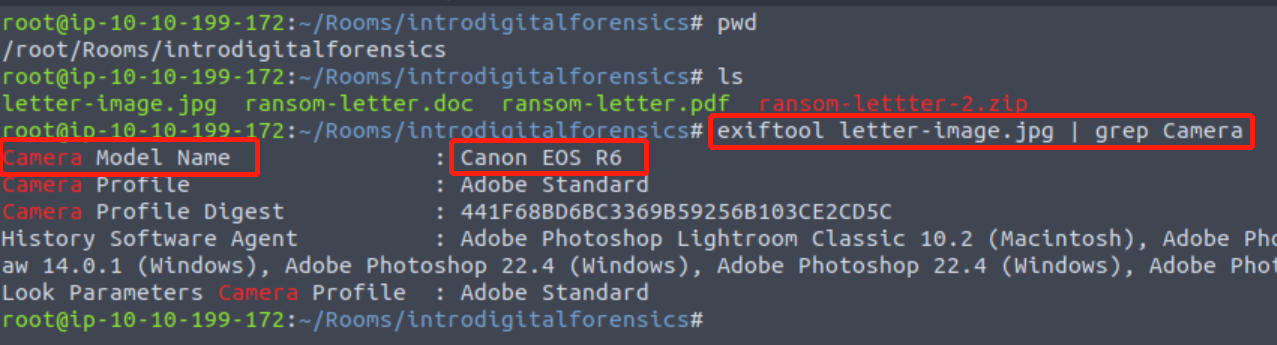 root@ip-10-10-199-172:~/Rooms/introdigitalforensics# pwd
/root/Rooms/introdigitalforensics
root@ip-10-10-199-172:~/Rooms/introdigitalforensics# ls
letter-image.jpg  ransom-letter.doc  ransom-letter.pdf  ransom-lettter-2.zip
root@ip-10-10-199-172:~/Rooms/introdigitalforensics# exiftool letter-image.jpg | grep Camera
Camera Model Name               : Canon EOS R6
Camera Profile                  : Adobe Standard
Camera Profile Digest           : 441F68BD6BC3369B59256B103CE2CD5C
History Software Agent          : Adobe Photoshop Lightroom Classic 10.2 (Macintosh), Adobe Pho
aw 14.0.1 (Windows), Adobe Photoshop 22.4 (Windows), Adobe Photoshop 22.4 (Windows), Adobe Phot
Look Parameters Camera Profile  : Adobe Standard
root@ip-10-10-199-172:~/Rooms/introdigitalforensics#